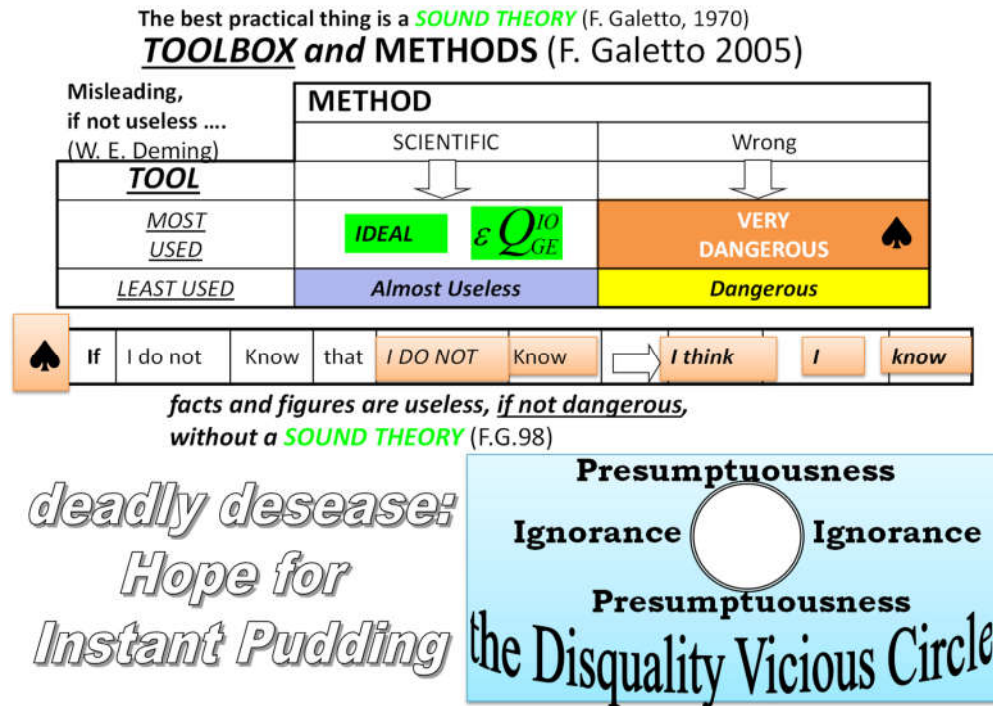 The best practical thing is a SOUND THEORY (F. Galetto, 1970)
TOOLBOX and METHODS (F. Galetto 2005)
Misleading,
if not useless ....
(W. E. Deming)
METHOD
SCIENTIFIC Wrong
TOOL
MOST
USED
IDEAL ε Q IO GE
VERY
DANGEROUS ♠
LEAST USED Almost Useless Dangerous
♠ If I do not Know that I DO NOT Know I think I know
facts and figures are useless, if not dangerous,
without a SOUND THEORY (F.G.98)
deadly desease:
Hope for
Instant Pudding
Presumptuousness
Ignorance Ignorance
Presumptuousness
the Disquality Vicious Circle